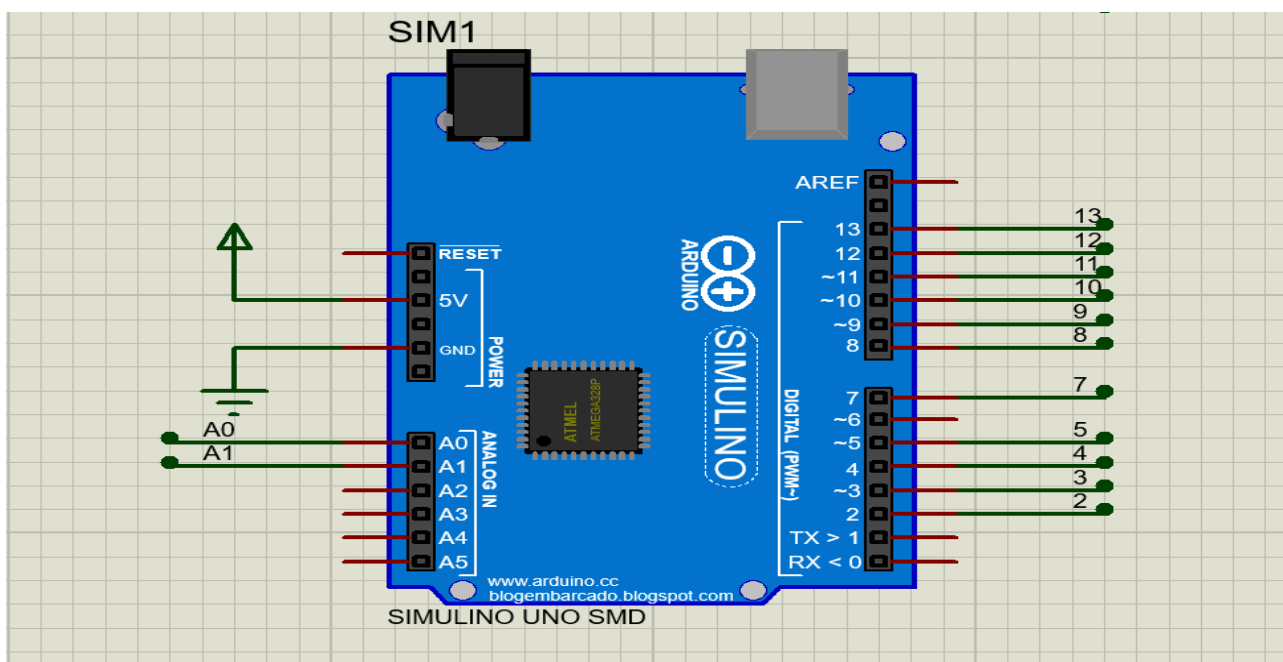 SIM1
AREF
13
12
~11
~10
~9
8
7
~6
~5
4
~3
2
TX > 1
RX < 0
DIGITAL (PWM~)
ARDUINO
SIMULINO
RESET
5V
GND
POWER
A0
A1
A2
A3
A4
A5
ANALOG IN
ATMEL
ATMEGA328P
A0
A1
13
12
11
10
9
8
7
5
4
3
2
www.arduino.cc
blogembarcado.blogspot.com
SIMULINO UNO SMD